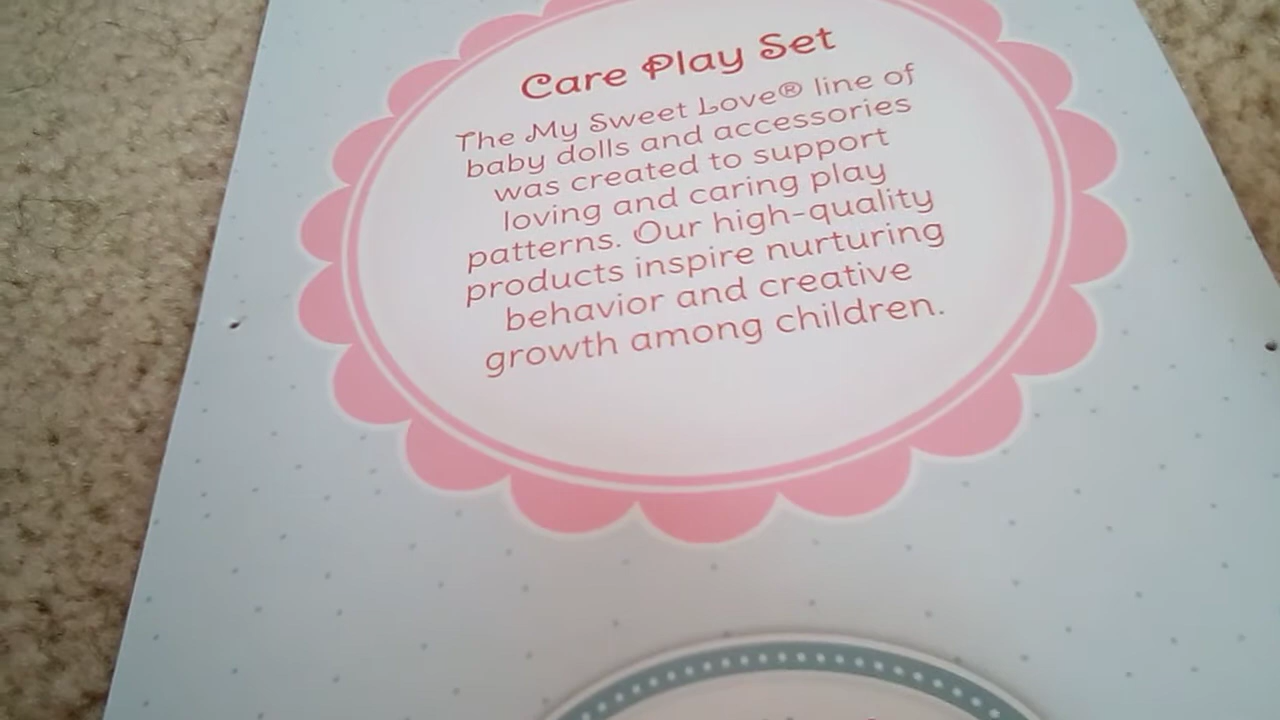 Care Play Set
The My Sweet Love® line of
baby dolls and accessories
was created to support
loving and caring play
patterns. Our high-quality
products inspire nurturing
behavior and creative
growth among children.